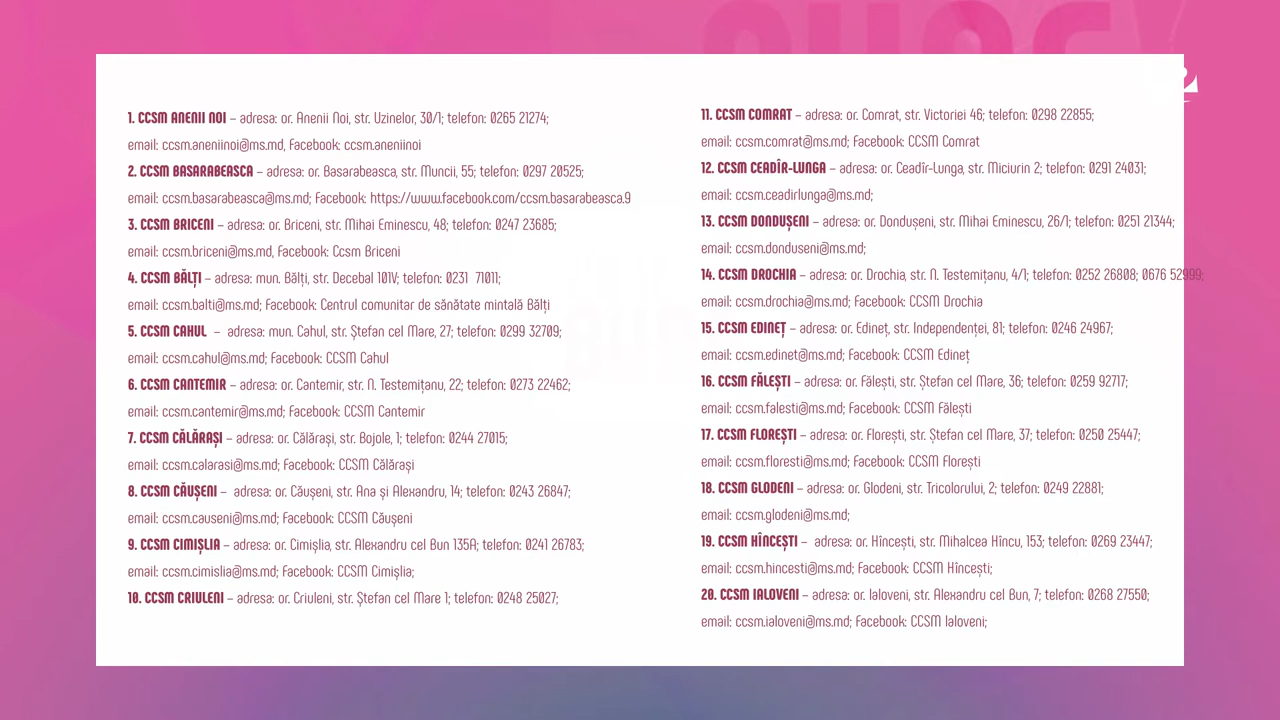 1. CCSM ANENII NOI – adresa: or. Anenii Noi, str. Uzinelor, 30/1; telefon: 0265 21274;
email: ccsm.aneniinoi@ms.md, Facebook: ccsm.aneniinoi
2. CCSM BASARABEASCA – adresa: or. Basarabeasca, str. Muncii, 55; telefon: 0297 20525;
email: ccsm.basarabeasca@ms.md; Facebook: https://www.facebook.com/ccsm.basarabeasca.9
3. CCSM BRICENI – adresa: or. Briceni, str. Mihai Eminescu, 48; telefon: 0247 23685;
email: ccsm.briceni@ms.md, Facebook: Ccsm Briceni
4. CCSM BĂLȚI – adresa: mun. Bălți, str. Decebal 101V; telefon: 0231 71011;
email: ccsm.balti@ms.md; Facebook: Centrul comunitar de sănătate mintală Bălți
5. CCSM CAHUL – adresa: mun. Cahul, str. Ștefan cel Mare, 27; telefon: 0299 32709;
email: ccsm.cahul@ms.md; Facebook: CCSM Cahul
6. CCSM CANTEMIR – adresa: or. Cantemir, str. N. Testemițanu, 22; telefon: 0273 22462;
email: ccsm.cantemir@ms.md; Facebook: CCSM Cantemir
7. CCSM CĂLĂRAȘI – adresa: or. Călărași, str. Bojole, 1; telefon: 0244 27015;
email: ccsm.calarasi@ms.md; Facebook: CCSM Călărași
8. CCSM CĂUȘENI – adresa: or. Căușeni, str. Ana și Alexandru, 14; telefon: 0243 26847;
email: ccsm.causeni@ms.md; Facebook: CCSM Căușeni
9. CCSM CIMIȘLIA – adresa: or. Cimișlia, str. Alexandru cel Bun 135A; telefon: 0241 26783;
email: ccsm.cimislia@ms.md; Facebook: CCSM Cimișlia;
10. CCSM CRIULENI – adresa: or. Criuleni, str. Ștefan cel Mare 1; telefon: 0248 25027;
11. CCSM COMRAT – adresa: or. Comrat, str. Victoriei 46; telefon: 0298 22855;
email: ccsm.comrat@ms.md; Facebook: CCSM Comrat
12. CCSM CEADÎR-LUNGA – adresa: or. Ceadîr-Lunga, str. Miciurin 2; telefon: 0291 24031;
email: ccsm.ceadirlunga@ms.md;
13. CCSM DONDUȘENI – adresa: or. Dondușeni, str. Mihai Eminescu, 26/1; telefon: 0251 21344;
email: ccsm.donduseni@ms.md;
14. CCSM DROCHIA – adresa: or. Drochia, str. N. Testemițanu, 4/1; telefon: 0252 26808; 0676 52999;
email: ccsm.drochia@ms.md; Facebook: CCSM Drochia
15. CCSM EDINEȚ – adresa: or. Edineț, str. Independenței, 81; telefon: 0246 24967;
email: ccsm.edinet@ms.md; Facebook: CCSM Edineț
16. CCSM FĂLEȘTI – adresa: or. Fălești, str. Ștefan cel Mare, 36; telefon: 0259 92717;
email: ccsm.falesti@ms.md; Facebook: CCSM Fălești
17. CCSM FLOREȘTI – adresa: or. Florești, str. Ștefan cel Mare, 37; telefon: 0250 25447;
email: ccsm.floresti@ms.md; Facebook: CCSM Florești
18. CCSM GLODENI – adresa: or. Glodeni, str. Tricolorului, 2; telefon: 0249 22881;
email: ccsm.glodeni@ms.md;
19. CCSM HÎNCEȘTI – adresa: or. Hîncești, str. Mihalcea Hîncu, 153; telefon: 0269 23447;
email: ccsm.hincesti@ms.md; Facebook: CCSM Hîncești;
20. CCSM IALOVENI – adresa: or. Ialoveni, str. Alexandru cel Bun, 7; telefon: 0268 27550;
email: ccsm.ialoveni@ms.md; Facebook: CCSM Ialoveni;